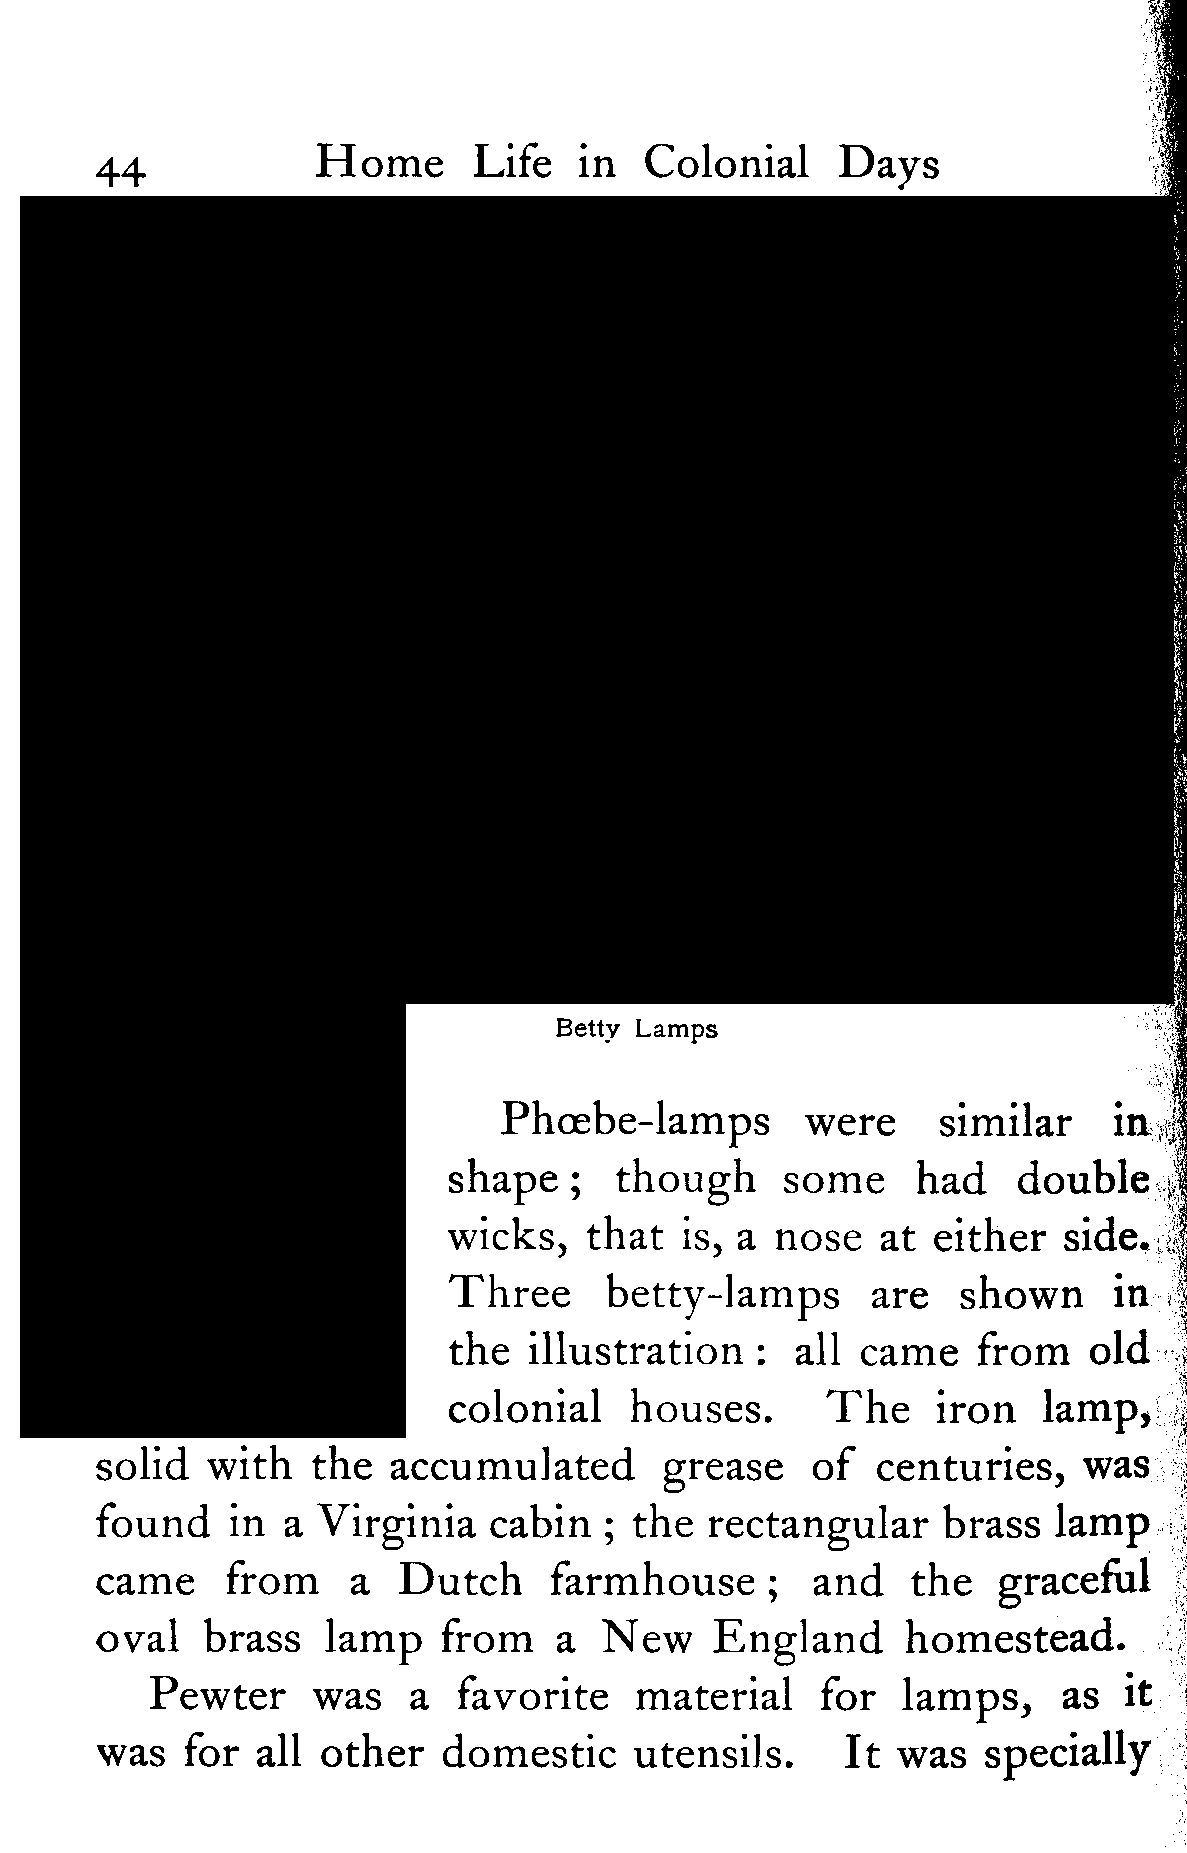 44 Home Life in Colonial Days
Betty Lamps
Phœbe-lamps were similar in
shape ; though some had double
wicks, that is, a nose at either side.
Three betty-lamps are shown in
the illustration : all came from old
colonial houses. The iron lamp,
solid with the accumulated grease of centuries, was
found in a Virginia cabin ; the rectangular brass lamp
came from a Dutch farmhouse ; and the graceful
oval brass lamp from a New England homestead.
Pewter was a favorite material for lamps, as it
was for all other domestic utensils. It was specially